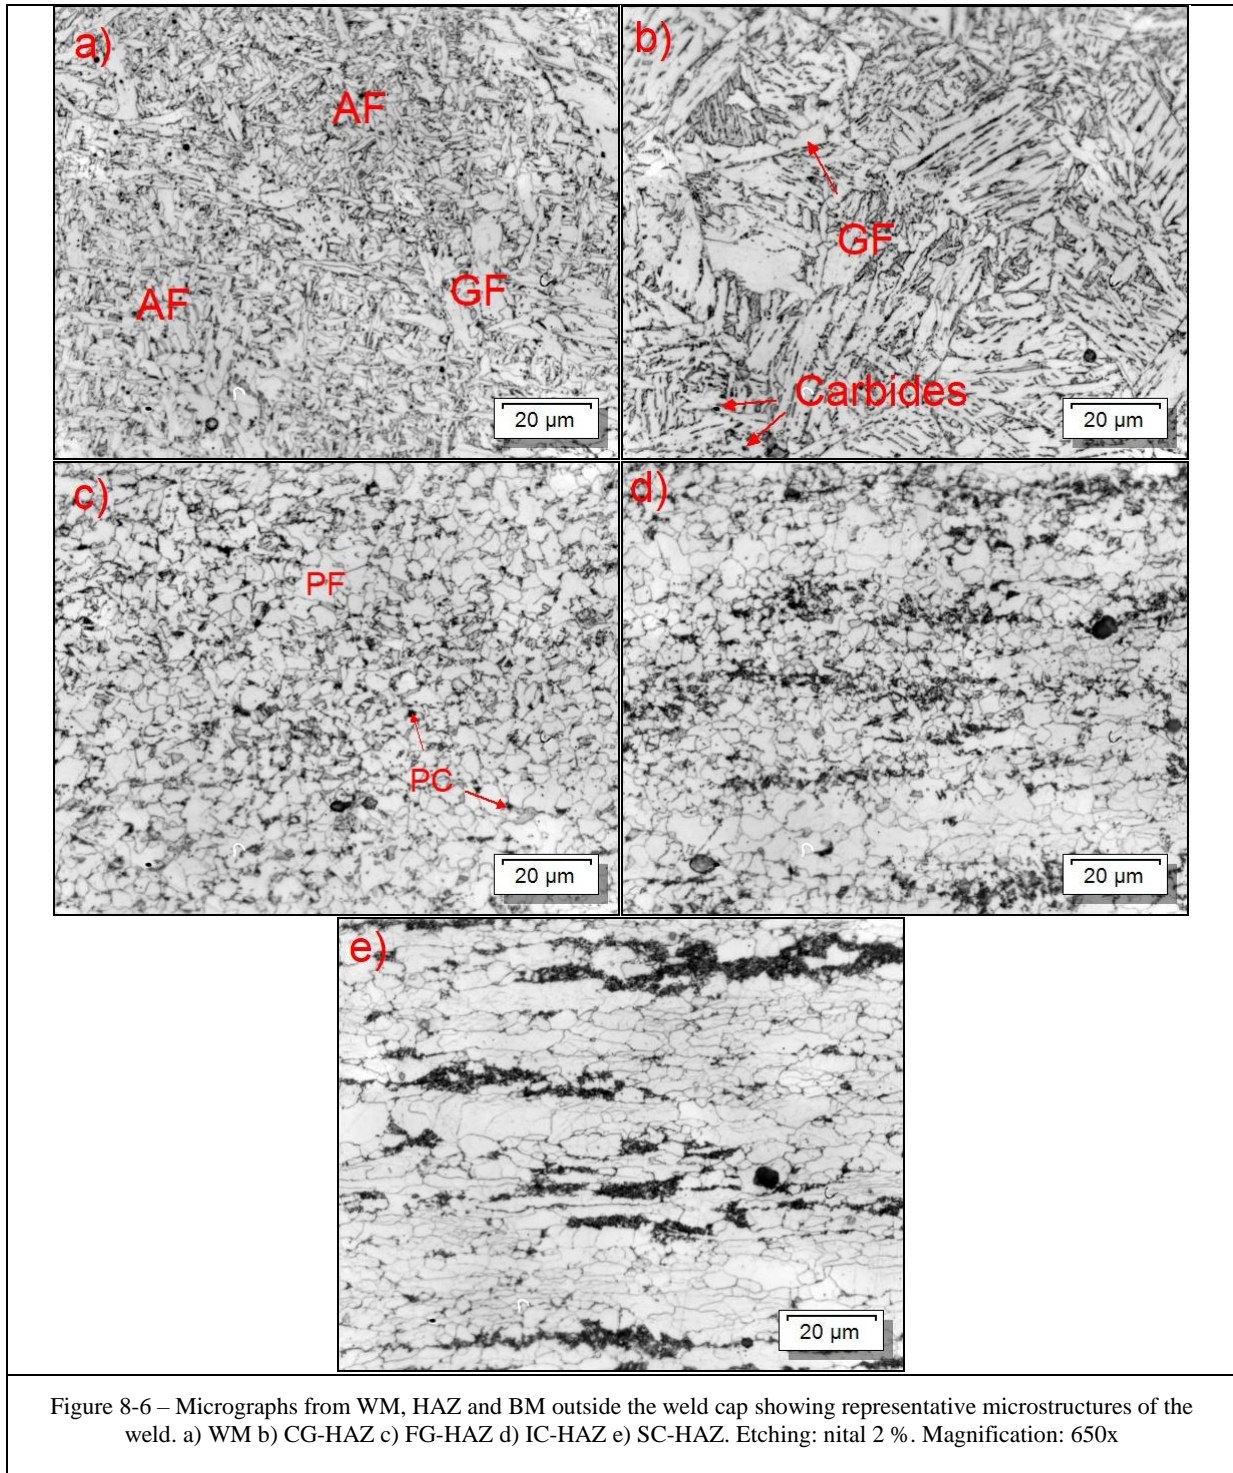 a)
AF
AF
GF
20 µm
b)
GF
Carbides
20 µm
c)
PF
PC
20 µm
d)
20 µm
e)
20 µm
Figure 8-6 – Micrographs from WM, HAZ and BM outside the weld cap showing representative microstructures of the
weld. a) WM b) CG-HAZ c) FG-HAZ d) IC-HAZ e) SC-HAZ. Etching: nital 2 %. Magnification: 650x